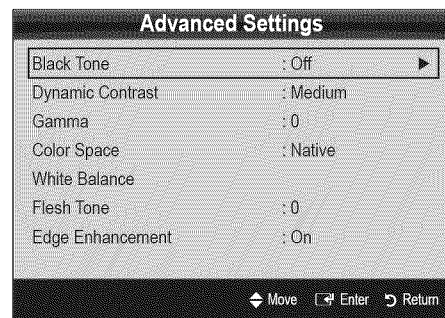 Advanced Settings
Black Tone : Off ►
Dynamic Contrast : Medium
Gamma : 0
Color Space : Native
White Balance
Flesh Tone : 0
Edge Enhancement : On
Move Enter Return